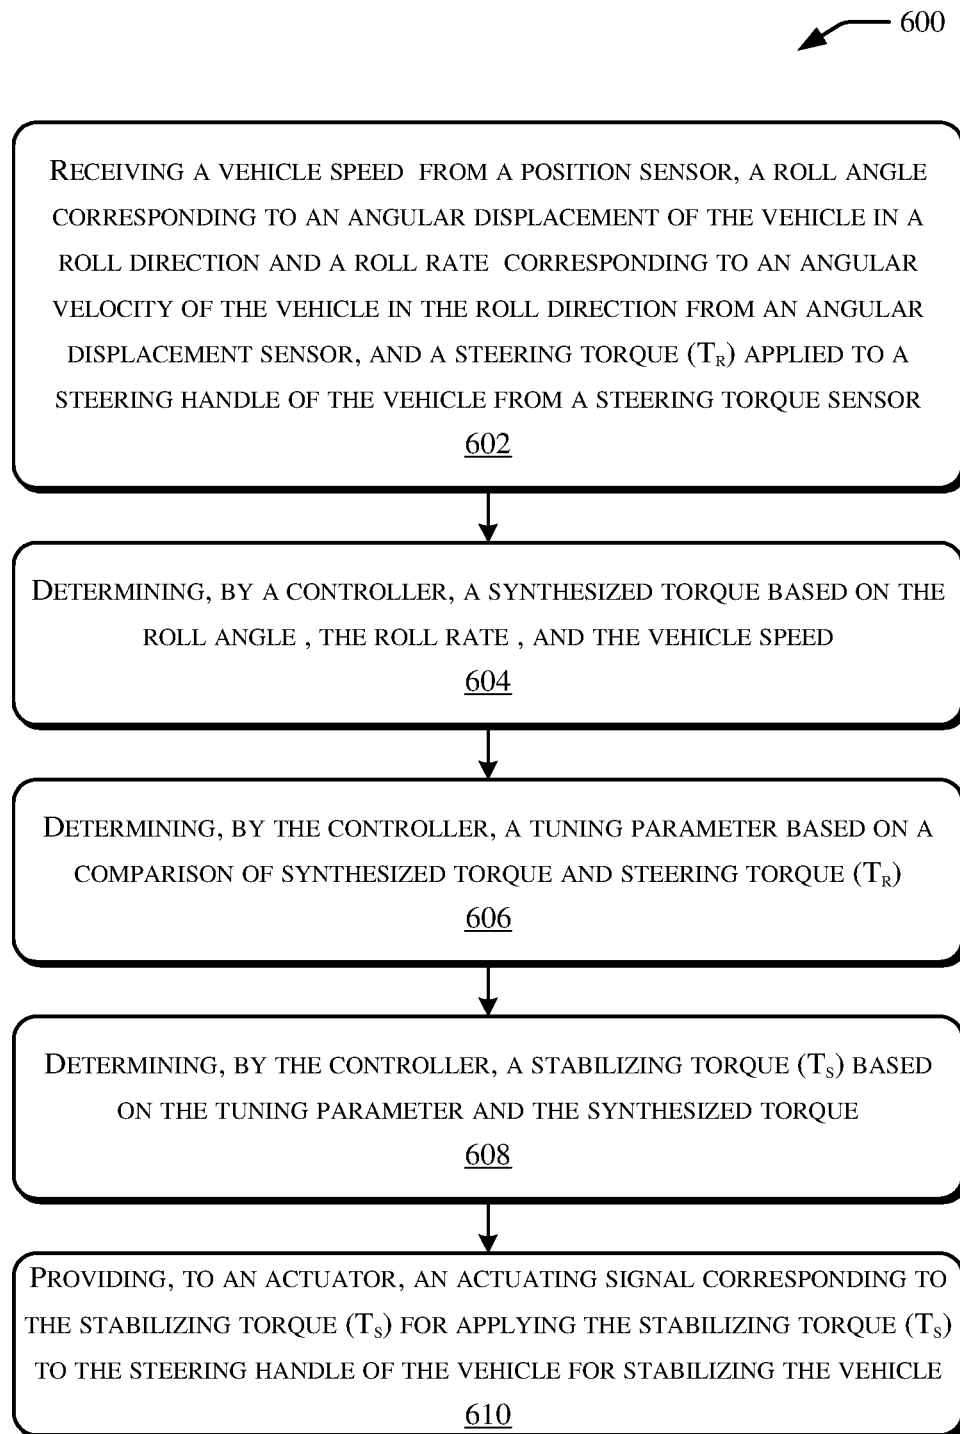 600
RECEIVING A VEHICLE SPEED FROM A POSITION SENSOR, A ROLL ANGLE
CORRESPONDING TO AN ANGULAR DISPLACEMENT OF THE VEHICLE IN A
ROLL DIRECTION AND A ROLL RATE CORRESPONDING TO AN ANGULAR
VELOCITY OF THE VEHICLE IN THE ROLL DIRECTION FROM AN ANGULAR
DISPLACEMENT SENSOR, AND A STEERING TORQUE (TR) APPLIED TO A
STEERING HANDLE OF THE VEHICLE FROM A STEERING TORQUE SENSOR
602
DETERMINING, BY A CONTROLLER, A SYNTHESIZED TORQUE BASED ON THE
ROLL ANGLE , THE ROLL RATE , AND THE VEHICLE SPEED
604
DETERMINING, BY THE CONTROLLER, A TUNING PARAMETER BASED ON A
COMPARISON OF SYNTHESIZED TORQUE AND STEERING TORQUE (TR)
606
DETERMINING, BY THE CONTROLLER, A STABILIZING TORQUE (TS) BASED
ON THE TUNING PARAMETER AND THE SYNTHESIZED TORQUE
608
PROVIDING, TO AN ACTUATOR, AN ACTUATING SIGNAL CORRESPONDING TO
THE STABILIZING TORQUE (TS) FOR APPLYING THE STABILIZING TORQUE (TS)
TO THE STEERING HANDLE OF THE VEHICLE FOR STABILIZING THE VEHICLE
610